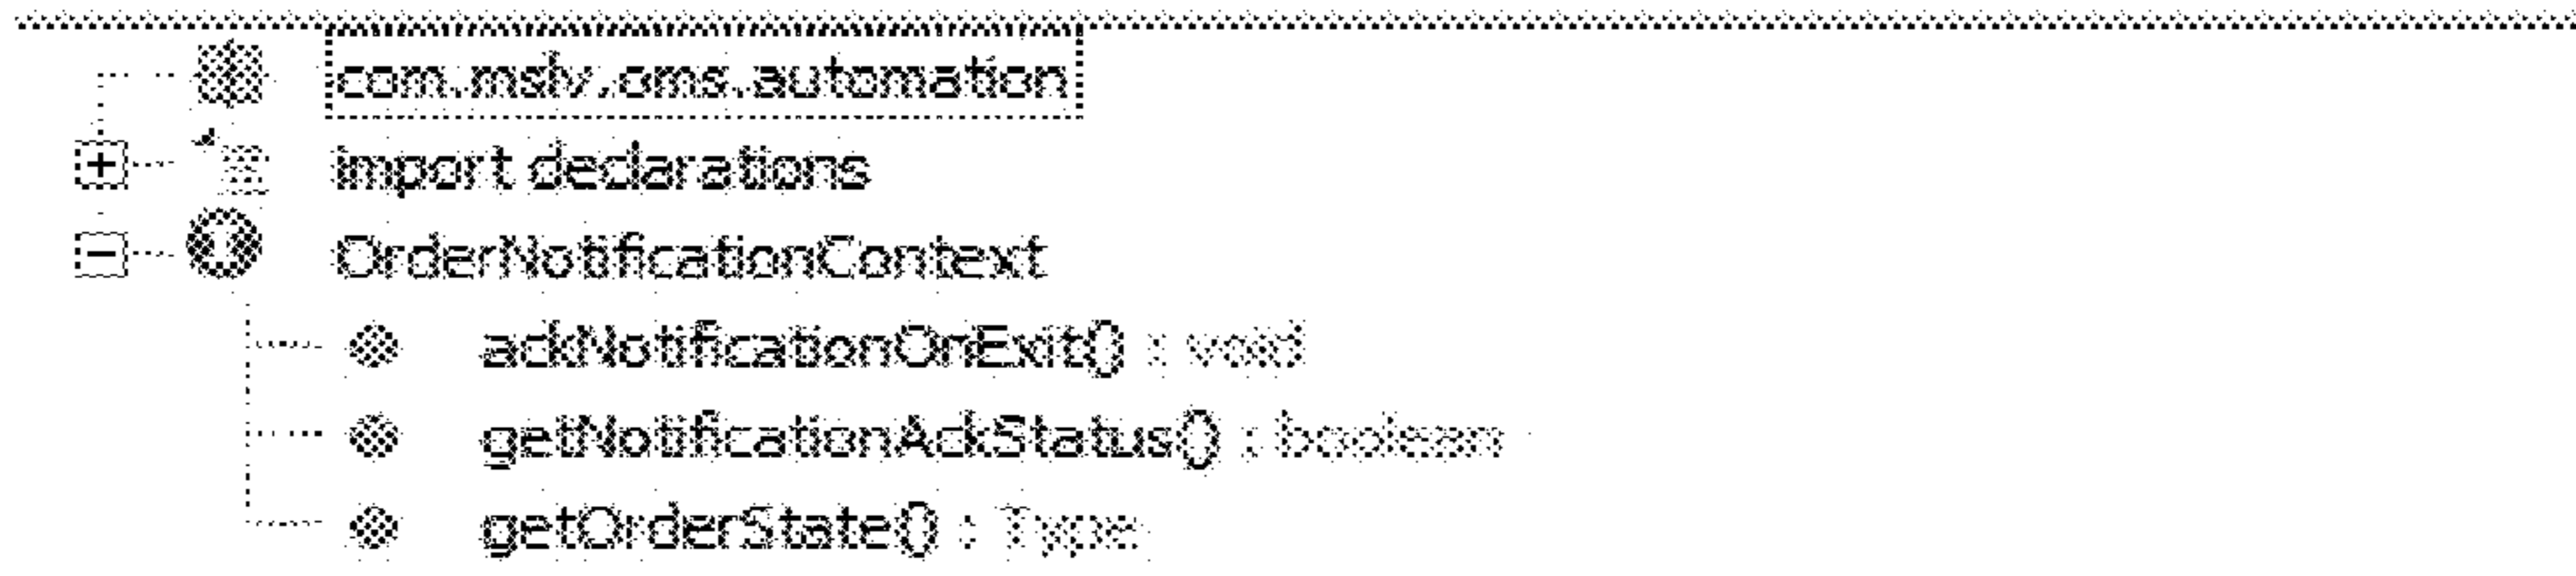 com.mslv.oms.automation
import declarations
OrderNotificationContext
ackNotificationOnExit() : void
getNotificationAckStatus() : boolean
getOrderState() : Type